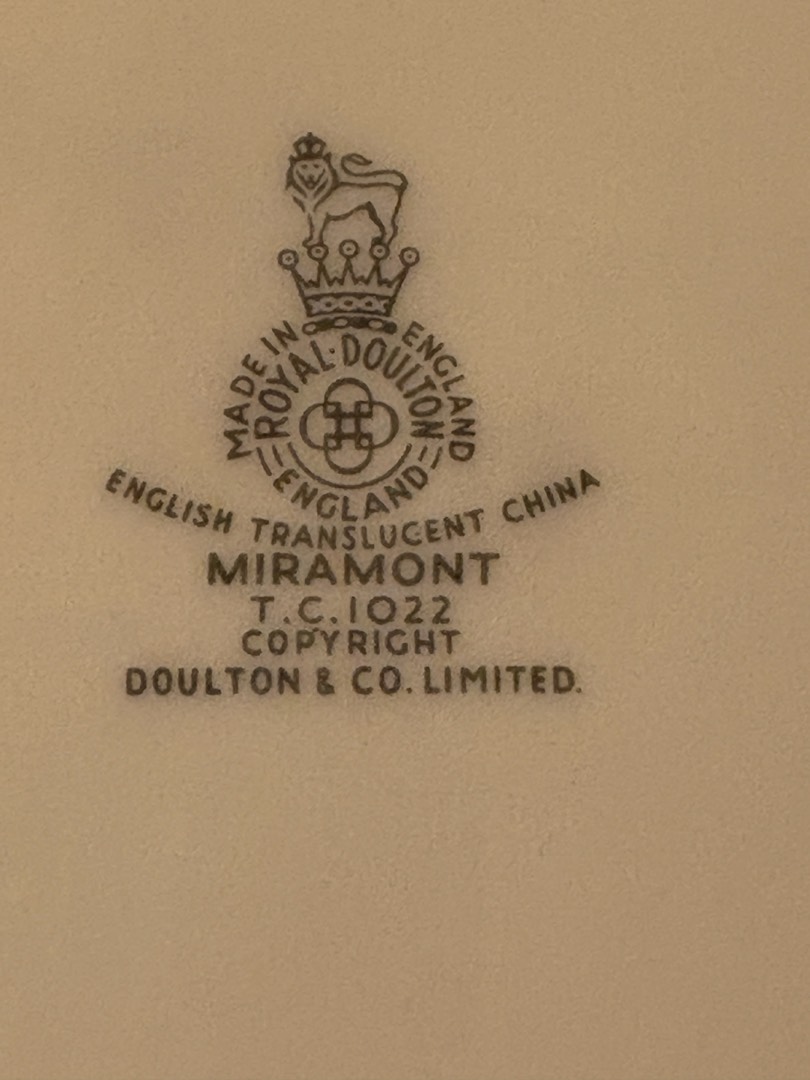 MADE IN ENGLAND
ROYAL·DOULTON
ENGLAND
ENGLISH TRANSLUCENT CHINA
MIRAMONT
T.C.1022
COPYRIGHT
DOULTON & CO. LIMITED.